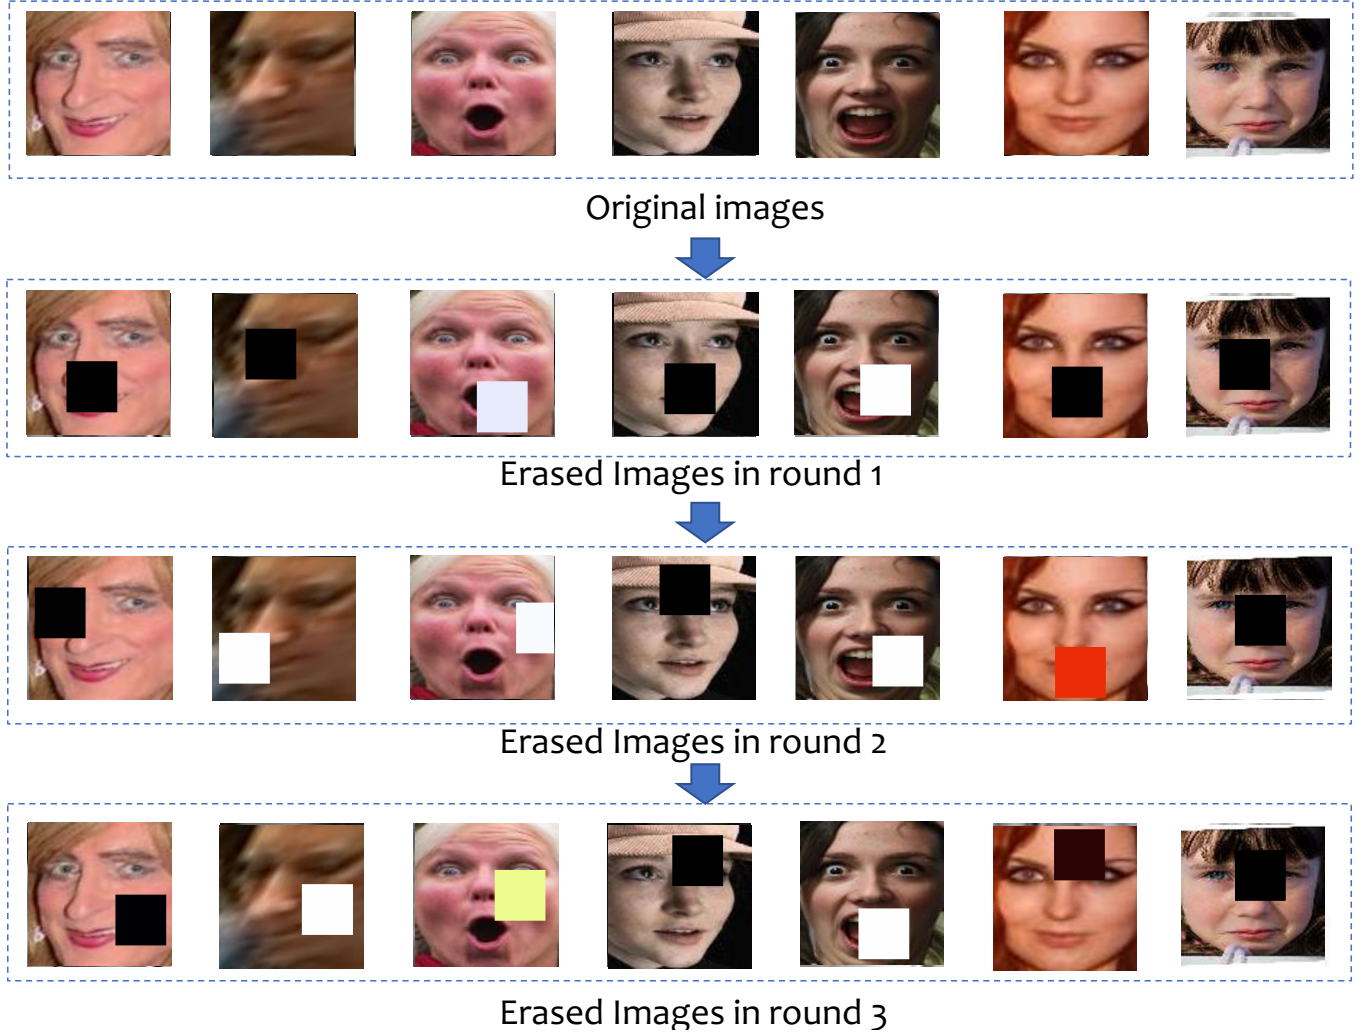 Original images
Erased Images in round 1
Erased Images in round 2
Erased Images in round 3